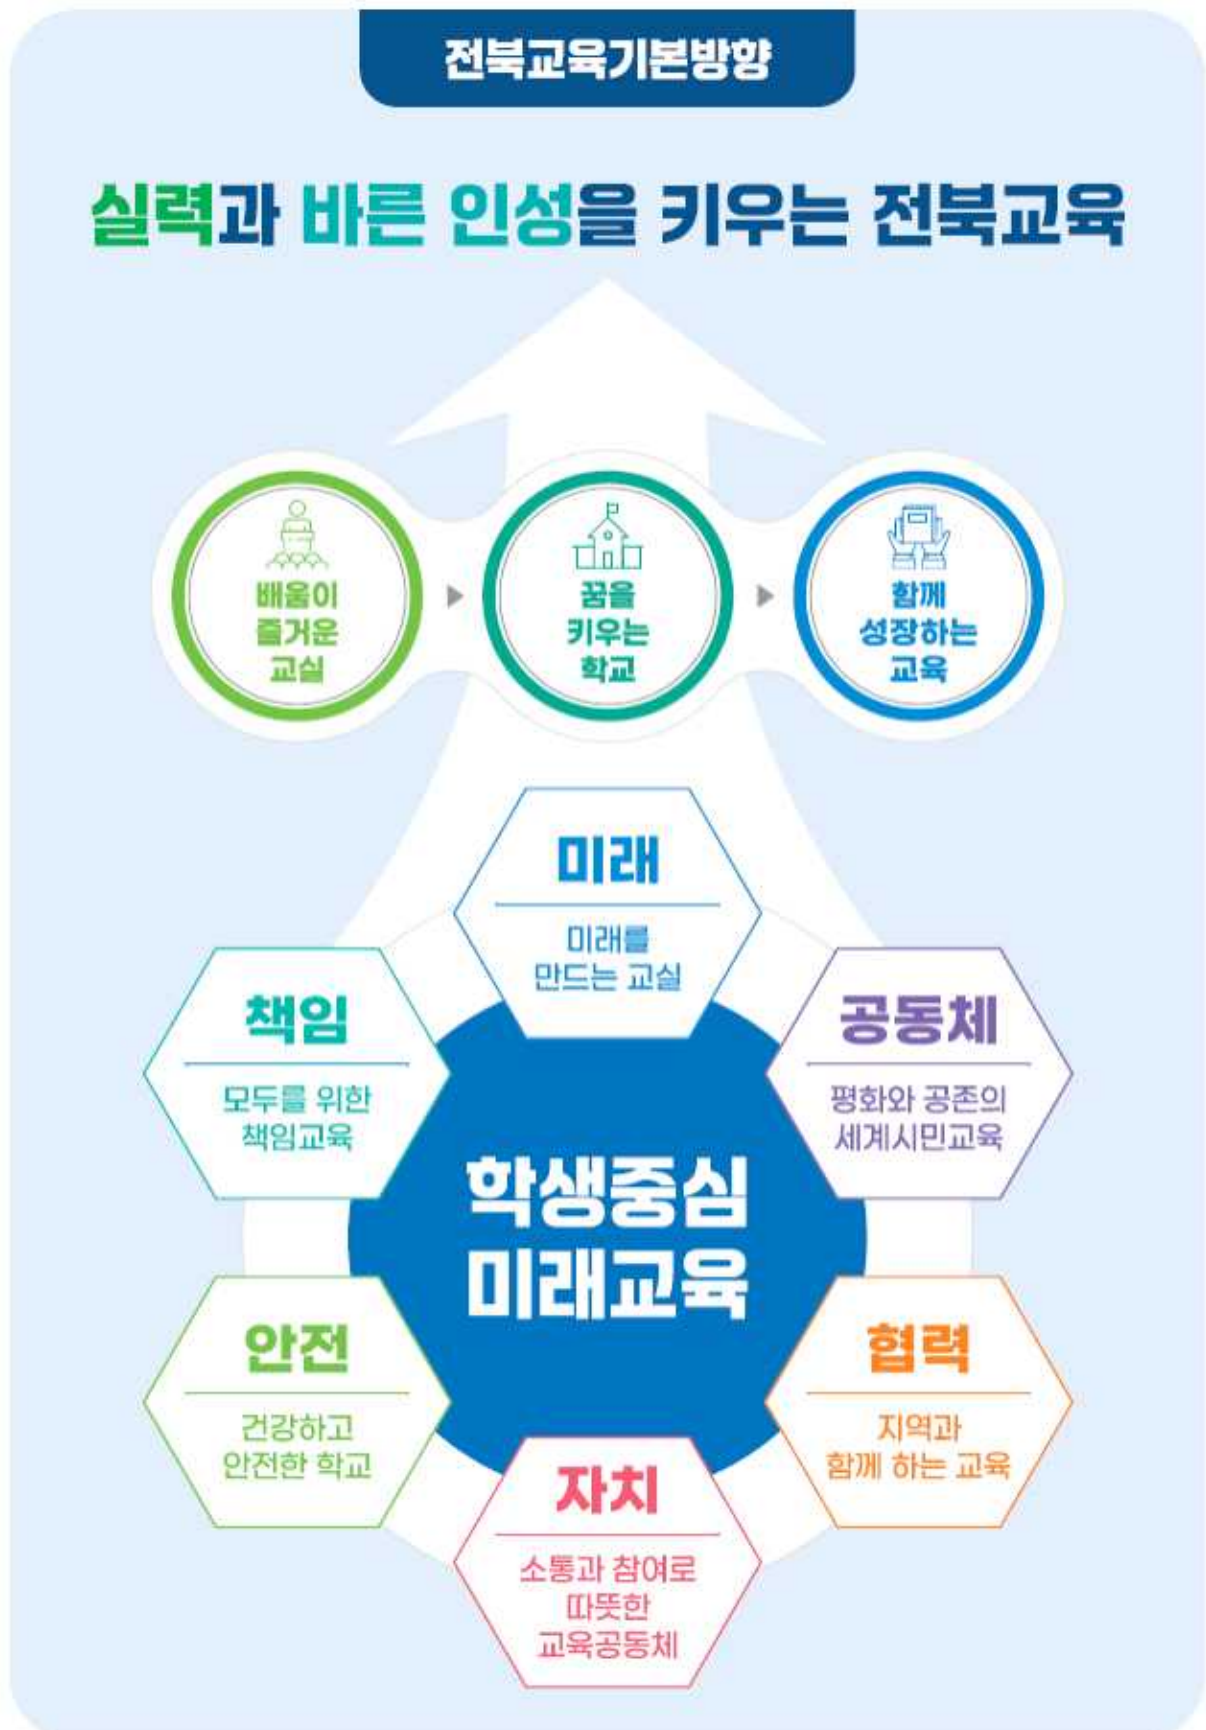 전북교육기본방향
실력과 바른 인성을 키우는 전북교육
배움이
즐거운
교실
꿈을
키우는
학교
함께
성장하는
교육
미래
미래를
만드는 교실
책임
모두를 위한
책임교육
공동체
평화와 공존의
세계시민교육
학생중심
미래교육
안전
건강하고
안전한 학교
협력
지역과
함께 하는 교육
자치
소통과 참여로
따뜻한
교육공동체